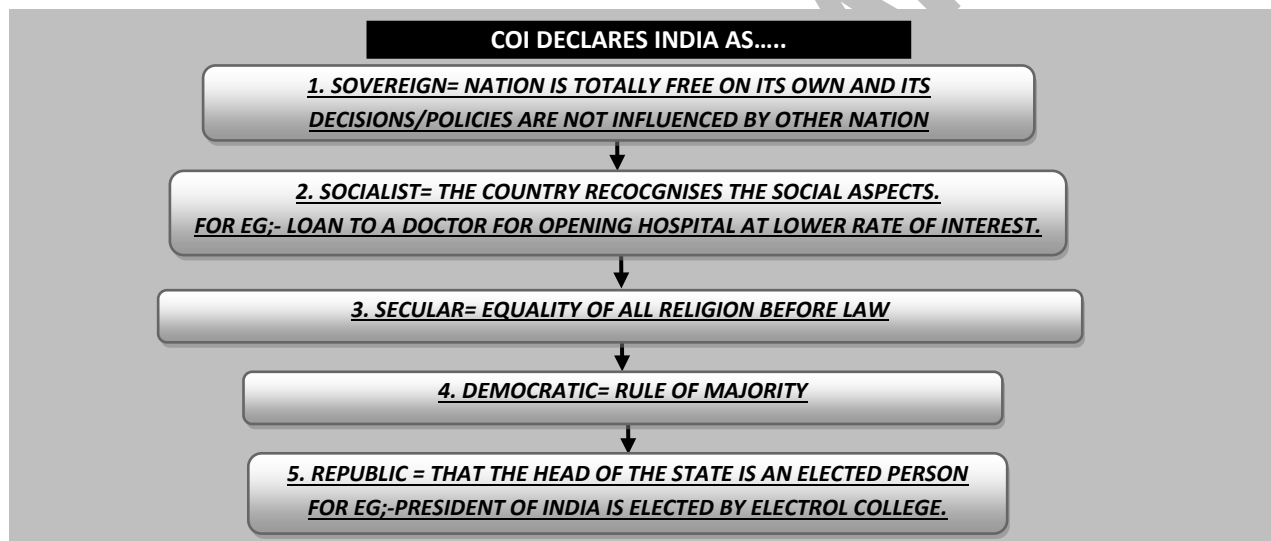 COI DECLARES INDIA AS.....
1. SOVEREIGN= NATION IS TOTALLY FREE ON ITS OWN AND ITS
DECISIONS/POLICIES ARE NOT INFLUENCED BY OTHER NATION
2. SOCIALIST= THE COUNTRY RECOCGNISES THE SOCIAL ASPECTS.
FOR EG;- LOAN TO A DOCTOR FOR OPENING HOSPITAL AT LOWER RATE OF INTEREST.
3. SECULAR= EQUALITY OF ALL RELIGION BEFORE LAW
4. DEMOCRATIC= RULE OF MAJORITY
5. REPUBLIC = THAT THE HEAD OF THE STATE IS AN ELECTED PERSON
FOR EG;-PRESIDENT OF INDIA IS ELECTED BY ELECTROL COLLEGE.